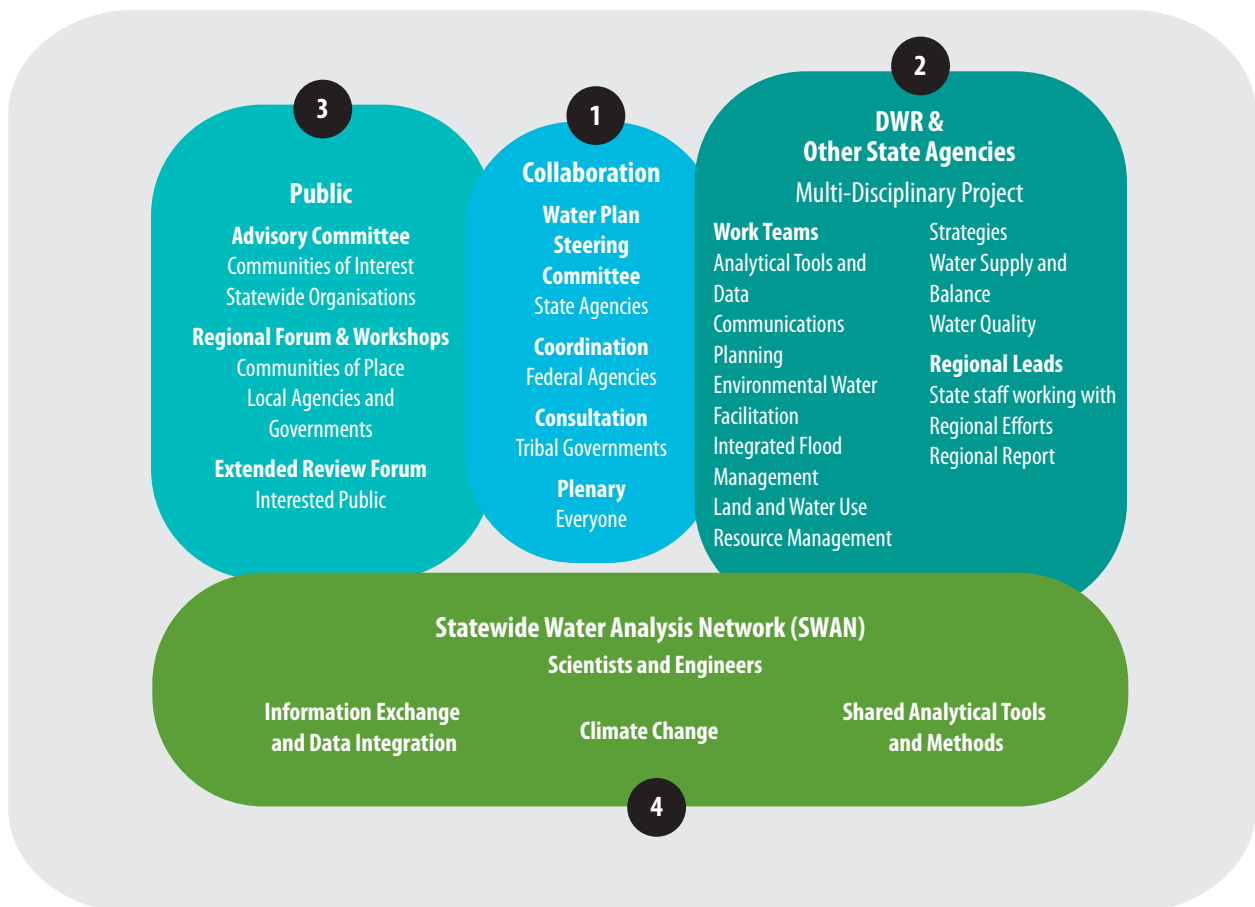 3
Public
Advisory Committee
Communities of Interest
Statewide Organisations
Regional Forum & Workshops
Communities of Place
Local Agencies and
Governments
Extended Review Forum
Interested Public
1
Collaboration
Water Plan
Steering
Committee
State Agencies
Coordination
Federal Agencies
Consultation
Tribal Governments
Plenary
Everyone
2
DWR &
Other State Agencies
Multi-Disciplinary Project
Work Teams
Analytical Tools and
Data
Communications
Planning
Environmental Water
Facilitation
Integrated Flood
Management
Land and Water Use
Resource Management
Strategies
Water Supply and
Balance
Water Quality
Regional Leads
State staff working with
Regional Efforts
Regional Report
Statewide Water Analysis Network (SWAN)
Scientists and Engineers
Information Exchange
and Data Integration
Climate Change
Shared Analytical Tools
and Methods
4